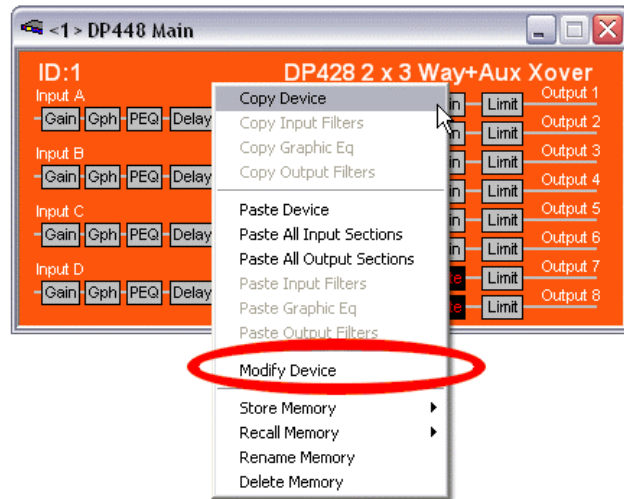 <1> DP448 Main
ID:1
DP428 2 x 3 Way+Aux Xover
Input A
Gain Gph PEQ Delay
Input B
Gain Gph PEQ Delay
Input C
Gain Gph PEQ Delay
Input D
Gain Gph PEQ Delay
Copy Device
Copy Input Filters
Copy Graphic Eq
Copy Output Filters
Paste Device
Paste All Input Sections
Paste All Output Sections
Paste Input Filters
Paste Graphic Eq
Paste Output Filters
Modify Device
Store Memory
Recall Memory
Rename Memory
Delete Memory
Limit Output 1
Limit Output 2
Limit Output 3
Limit Output 4
Limit Output 5
Limit Output 6
Limit Output 7
Limit Output 8